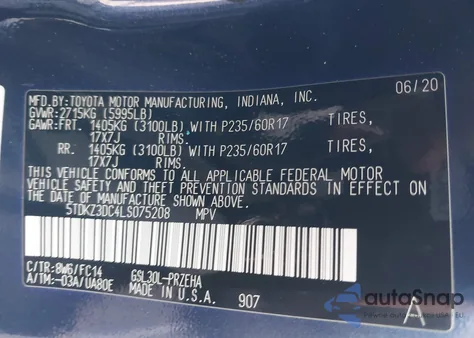 MFD.BY:TOYOTA MOTOR MANUFACTURING, INDIANA, INC. 06/20
GVWR:2715KG (5995LB)
GAWR:FRT. 1405KG (3100LB) WITH P235/60R17 TIRES,
17X7J RIMS.
RR. 1405KG (3100LB) WITH P235/60R17 TIRES,
17X7J RIMS.
THIS VEHICLE CONFORMS TO ALL APPLICABLE FEDERAL MOTOR
VEHICLE SAFETY AND THEFT PREVENTION STANDARDS IN EFFECT ON
THE DATE OF MANUFACTURE SHOWN ABOVE.
5TDKZ3DC4LS075208 MPV
C/TR:8W6/FC14 GSL30L-PRZEHA
A/TM:-03A/UA80E MADE IN U.S.A. 907
A
autoSnap